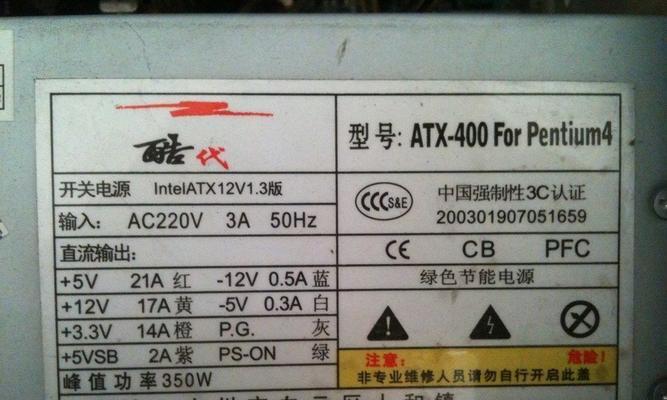 酷代
型号: ATX-400 For Pentium4
开关电源 IntelATX12V1.3版
输入: AC220V 3A 50Hz
直流输出:
+5V 21A 红 -12V 0.5A 蓝
+12V 17A 黄 -5V 0.3A 白
+3.3V 14A 橙 P.G. 灰
+5VSB 2A 紫 PS-ON 绿
峰值功率350W
CCC S&E
中国强制性3C认证
200301907051659
CE CB PFC
绿色节能电源
注意: 危险!
非专业维修人员请勿自行开启此盖